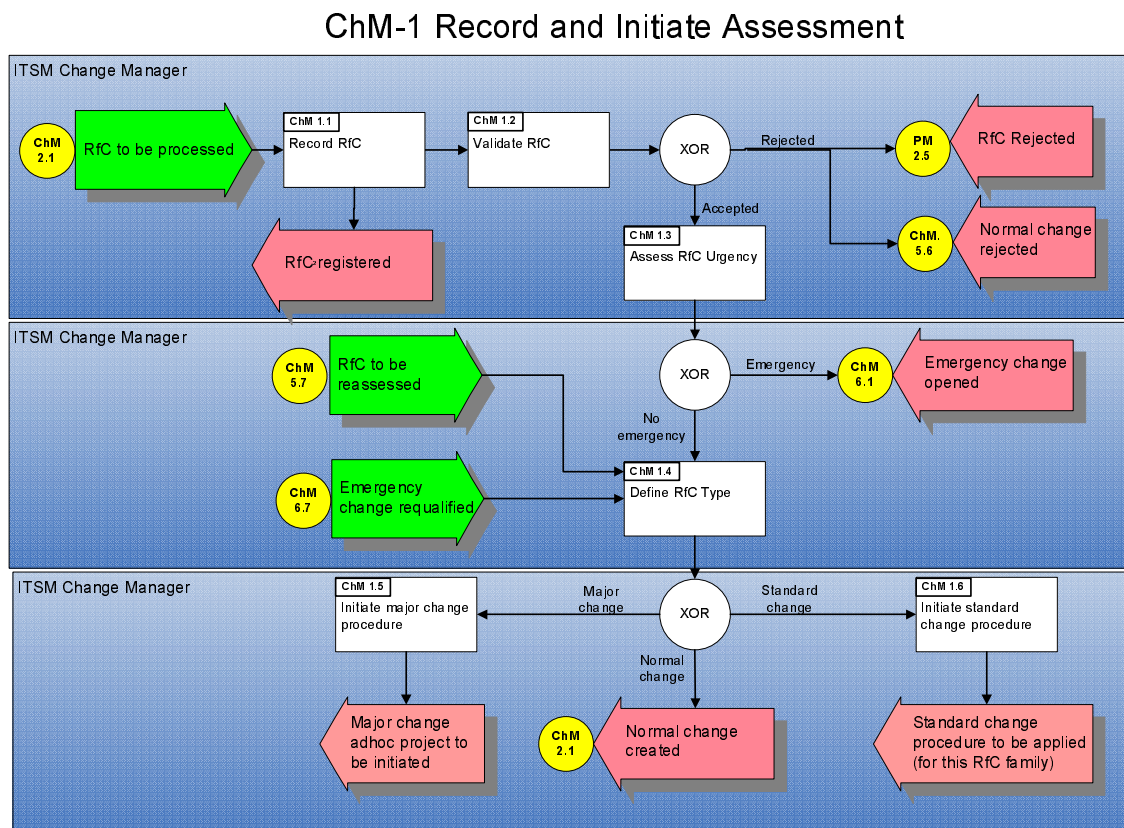 ChM-1 Record and Initiate Assessment
ITSM Change Manager
ChM
2.1
RfC to be processed
ChM 1.1
Record RfC
ChM 1.2
Validate RfC
XOR
Rejected
PM
2.5
RfC Rejected
Accepted
RfC-registered
ChM 1.3
Assess RfC Urgency
ChM.
5.6
Normal change
rejected
ITSM Change Manager
ChM
5.7
RfC to be
reassessed
XOR
Emergency
ChM
6.1
Emergency change
opened
No
emergency
ChM
6.7
Emergency
change requalified
ChM 1.4
Define RfC Type
ITSM Change Manager
ChM 1.5
Initiate major change
procedure
Major
change
XOR
Standard
change
ChM 1.6
Initiate standard
change procedure
Normal
change
Major change
adhoc project to
be initiated
ChM
2.1
Normal change
created
Standard change
procedure to be applied
(for this RfC family)